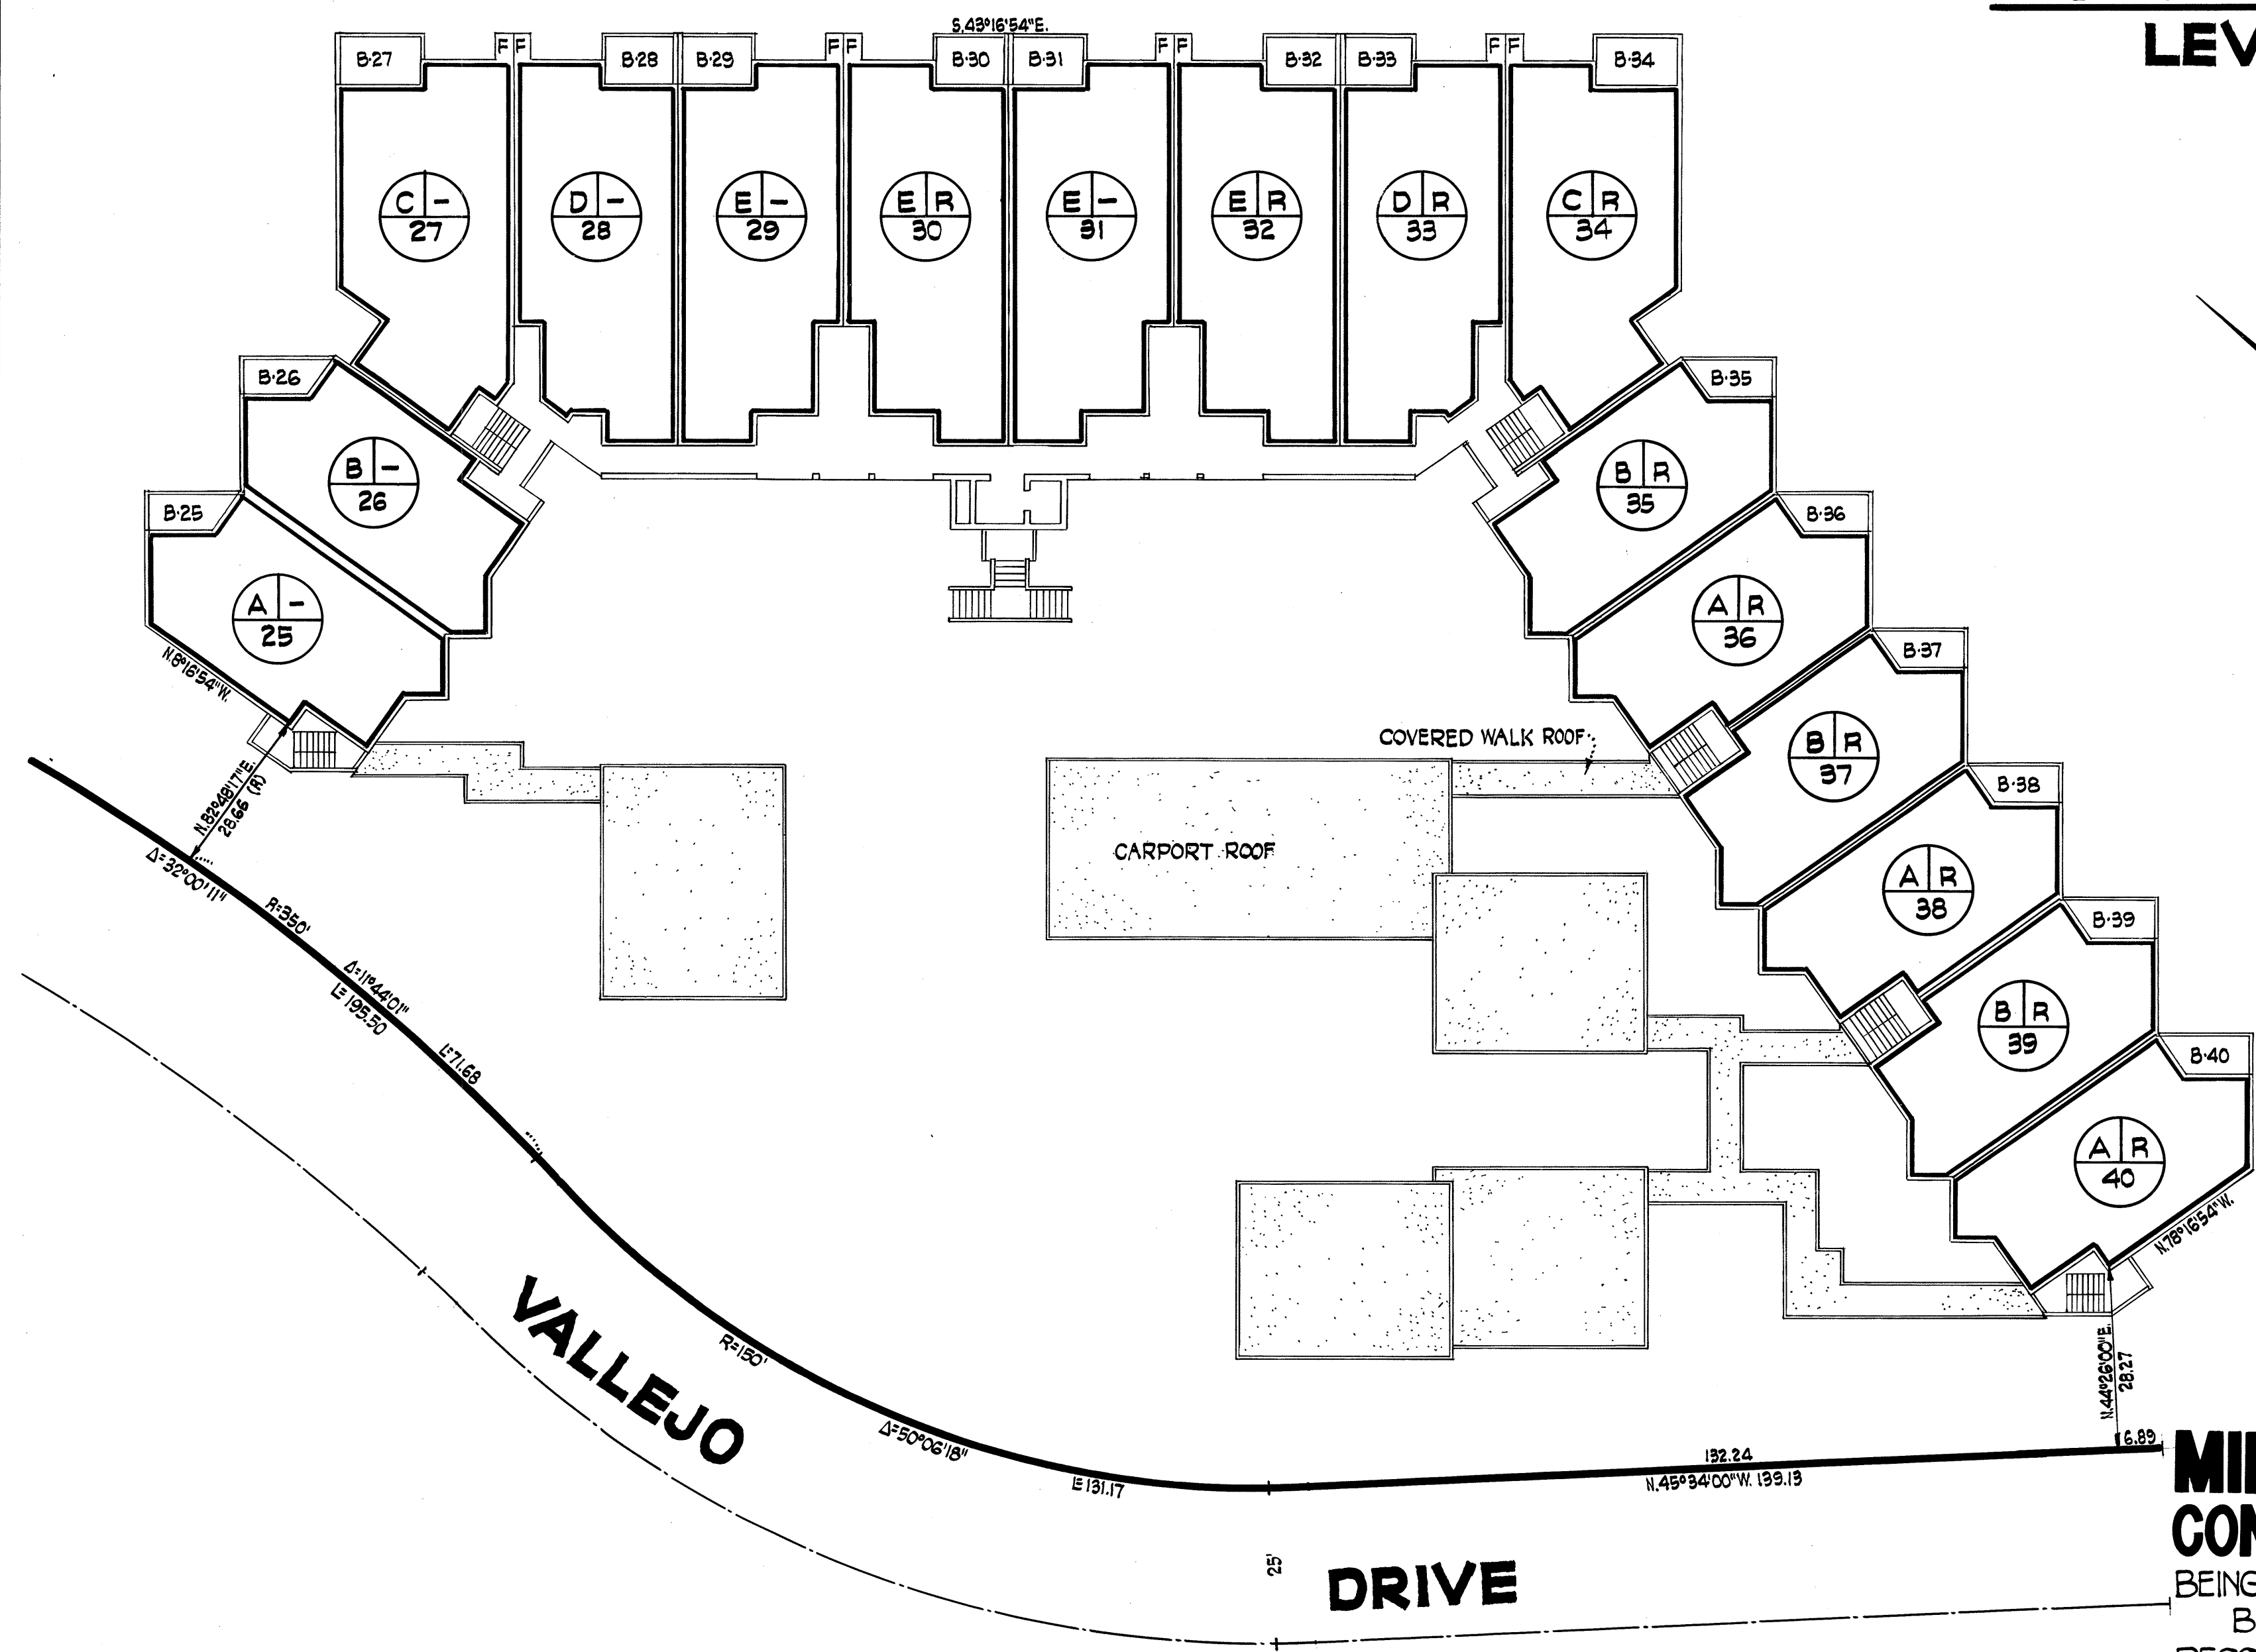 S.43°16'54"E.
LEV
B-27
F F
B-28
B-29
F F
B-30
B-31
F F
B-32
B-33
F F
B-34
C -
27
D -
28
E -
29
E R
30
E -
31
E R
32
D R
33
C R
34
B-26
B-35
B -
26
B R
35
B-25
B-36
A -
25
A R
36
N.8°16'54"W.
B-37
COVERED WALK ROOF
B R
37
N.82°48'17"E.
28.66 (R)
B-38
CARPORT ROOF
Δ=32°00'11"
A R
38
R=350'
B-39
Δ=11°44'01"
L=195.50
B R
39
L=71.68
B-40
A R
40
N.78°16'54"W.
VALLEJO
R=150'
N.44°26'00"E.
28.27
Δ=50°06'18"
L=131.17
132.24
6.89
N.45°34'00"W. 139.13
25'
DRIVE
MI
CON
BEING
B